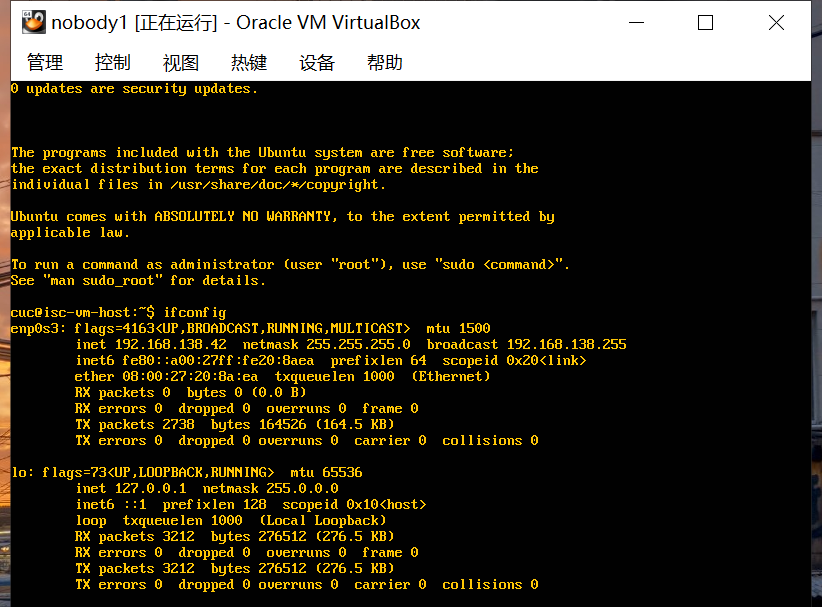 nobody1 [正在运行] - Oracle VM VirtualBox
管理 控制 视图 热键 设备 帮助
0 updates are security updates.
The programs included with the Ubuntu system are free software;
the exact distribution terms for each program are described in the
individual files in /usr/share/doc/*/copyright.
Ubuntu comes with ABSOLUTELY NO WARRANTY, to the extent permitted by
applicable law.
To run a command as administrator (user "root"), use "sudo <command>".
See "man sudo_root" for details.
cuc@isc-vm-host:~$ ifconfig
enp0s3: flags=4163<UP,BROADCAST,RUNNING,MULTICAST>  mtu 1500
        inet 192.168.138.42  netmask 255.255.255.0  broadcast 192.168.138.255
        inet6 fe80::a00:27ff:fe20:8aea  prefixlen 64  scopeid 0x20<link>
        ether 08:00:27:20:8a:ea  txqueuelen 1000  (Ethernet)
        RX packets 0  bytes 0 (0.0 B)
        RX errors 0  dropped 0  overruns 0  frame 0
        TX packets 2738  bytes 164526 (164.5 KB)
        TX errors 0  dropped 0 overruns 0  carrier 0  collisions 0
lo: flags=73<UP,LOOPBACK,RUNNING>  mtu 65536
        inet 127.0.0.1  netmask 255.0.0.0
        inet6 ::1  prefixlen 128  scopeid 0x10<host>
        loop  txqueuelen 1000  (Local Loopback)
        RX packets 3212  bytes 276512 (276.5 KB)
        RX errors 0  dropped 0  overruns 0  frame 0
        TX packets 3212  bytes 276512 (276.5 KB)
        TX errors 0  dropped 0 overruns 0  carrier 0  collisions 0